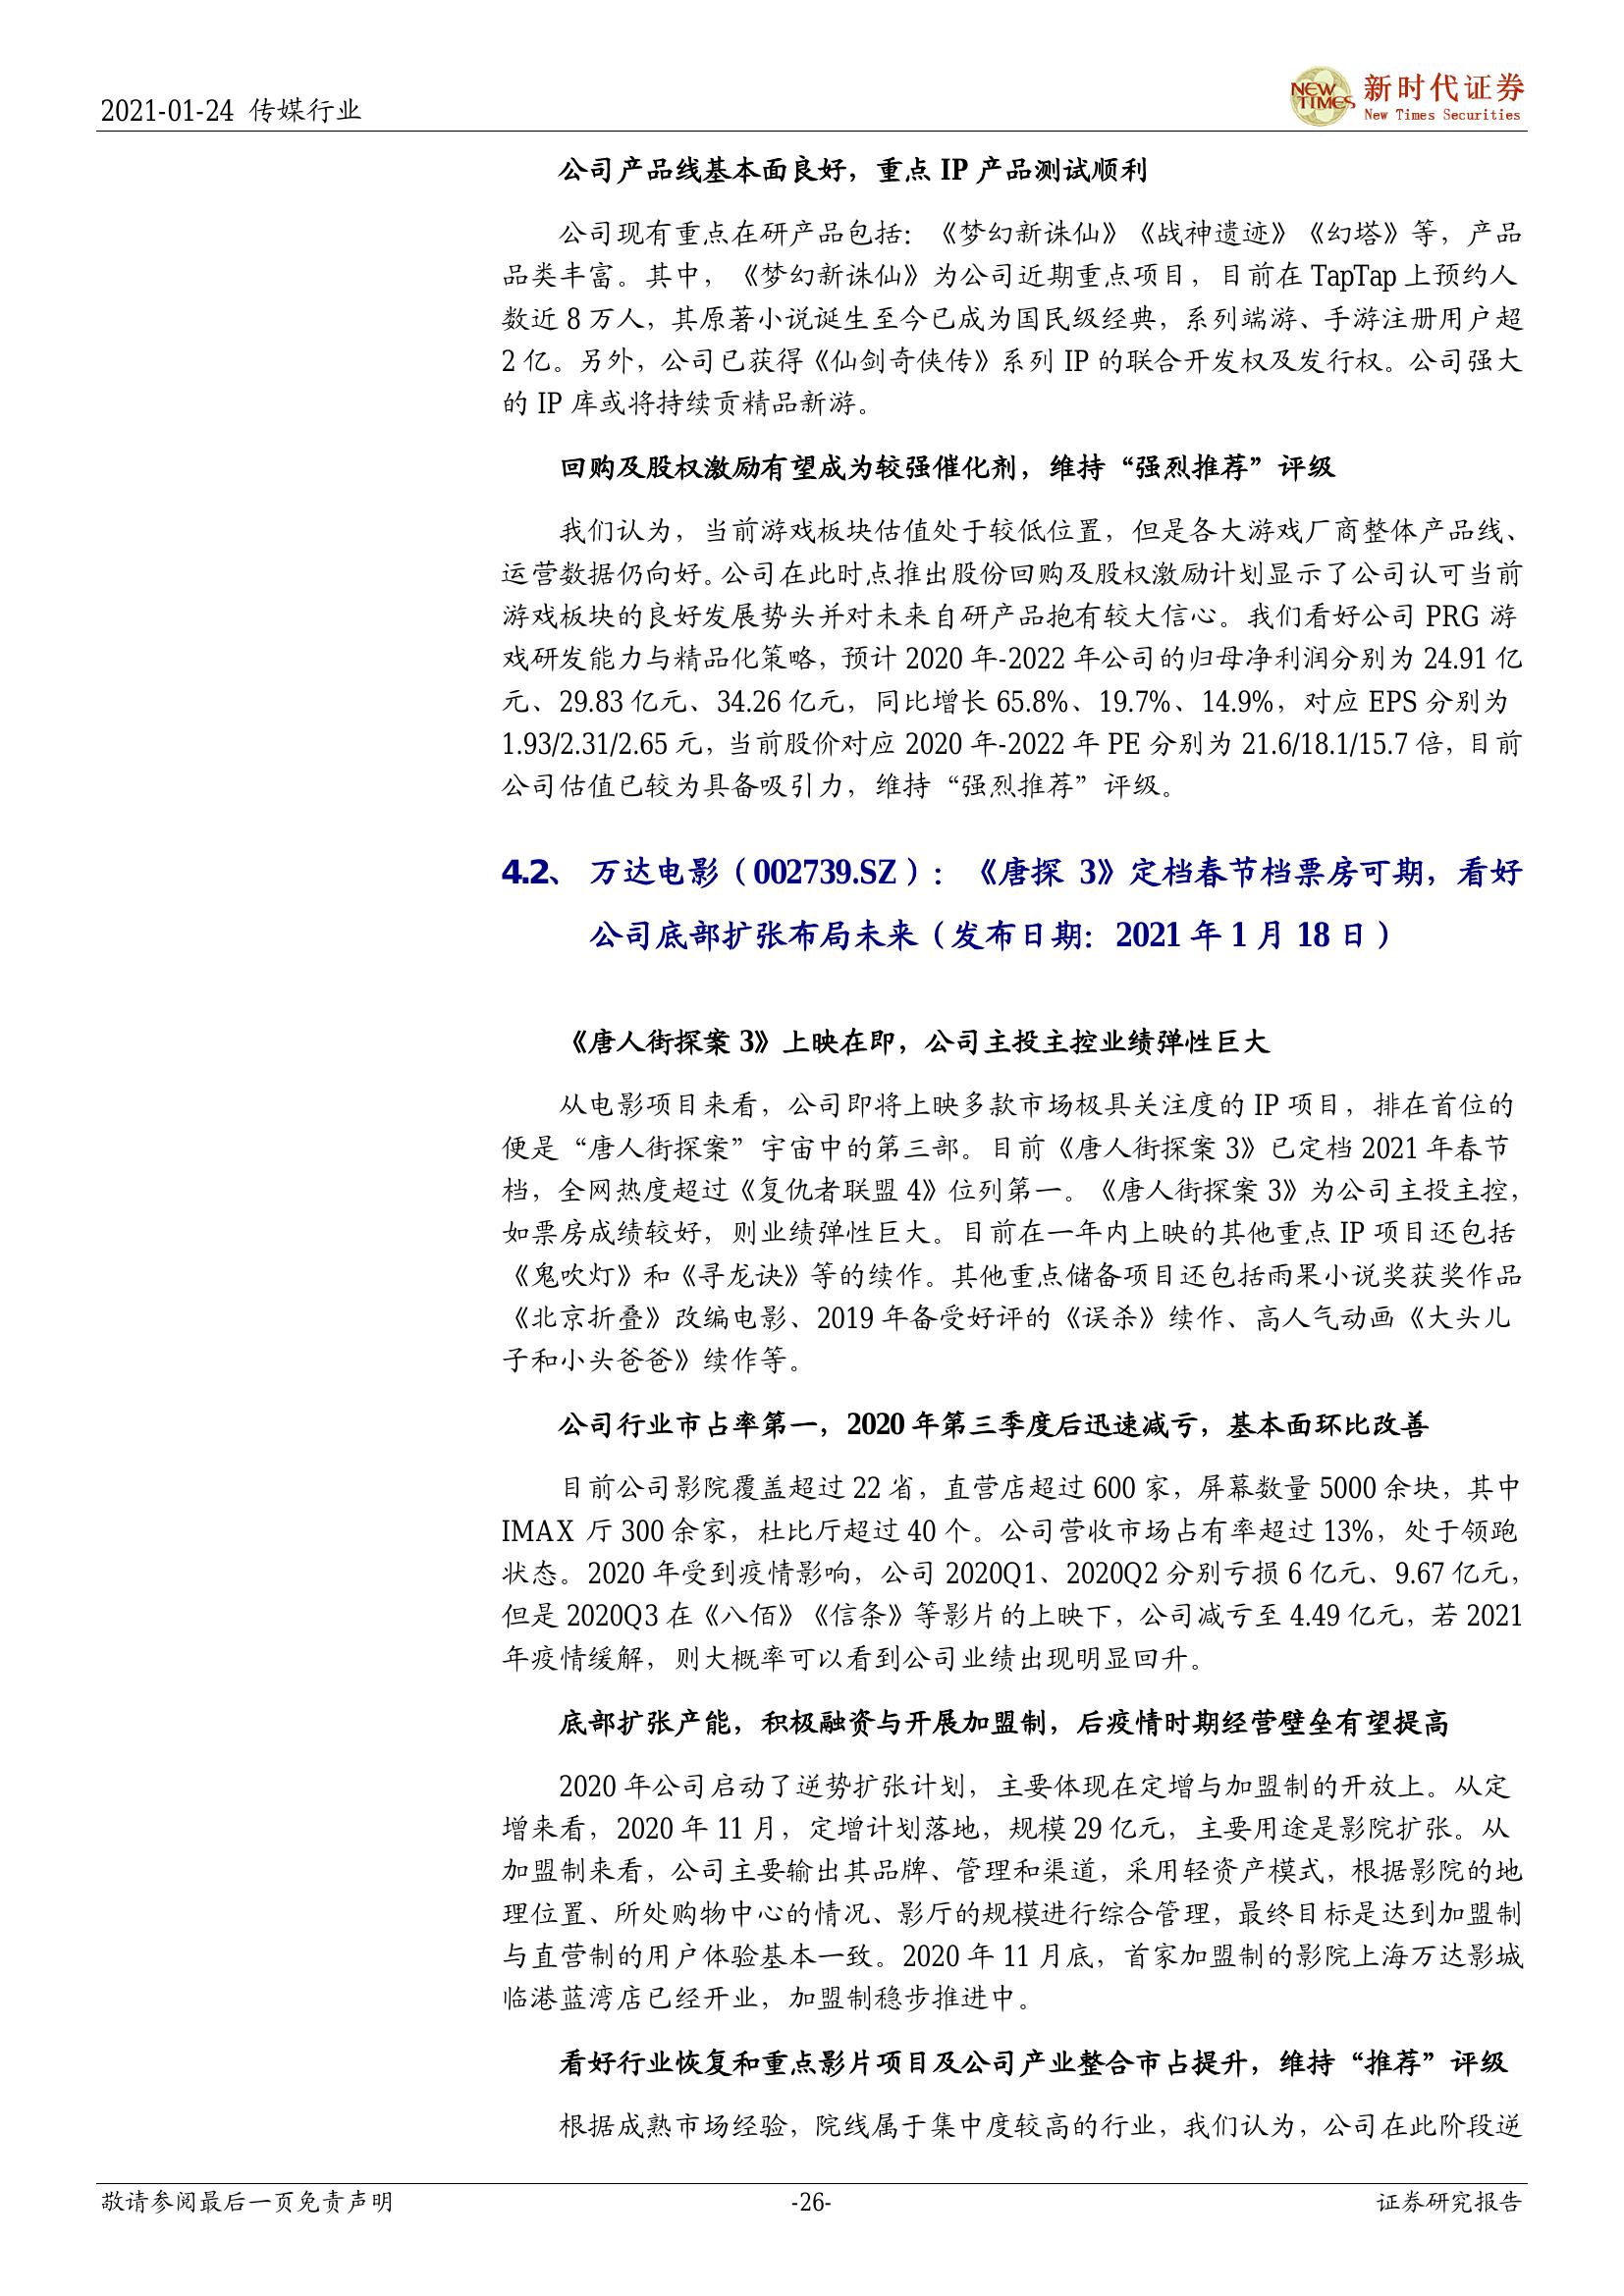 2021-01-24 传媒行业
NEW TIMES
新时代证券
New Times Securities
公司产品线基本面良好，重点 IP 产品测试顺利
公司现有重点在研产品包括：《梦幻新诛仙》《战神遗迹》《幻塔》等，产品
品类丰富。其中，《梦幻新诛仙》为公司近期重点项目，目前在 TapTap 上预约人
数近 8 万人，其原著小说诞生至今已成为国民级经典，系列端游、手游注册用户超
2 亿。另外，公司已获得《仙剑奇侠传》系列 IP 的联合开发权及发行权。公司强大
的 IP 库或将持续贡精品新游。
回购及股权激励有望成为较强催化剂，维持“强烈推荐”评级
我们认为，当前游戏板块估值处于较低位置，但是各大游戏厂商整体产品线、
运营数据仍向好。公司在此时点推出股份回购及股权激励计划显示了公司认可当前
游戏板块的良好发展势头并对未来自研产品抱有较大信心。我们看好公司 PRG 游
戏研发能力与精品化策略，预计 2020 年-2022 年公司的归母净利润分别为 24.91 亿
元、29.83 亿元、34.26 亿元，同比增长 65.8%、19.7%、14.9%，对应 EPS 分别为
1.93/2.31/2.65 元，当前股价对应 2020 年-2022 年 PE 分别为 21.6/18.1/15.7 倍，目前
公司估值已较为具备吸引力，维持“强烈推荐”评级。
4.2、 万达电影（002739.SZ）：《唐探 3》定档春节档票房可期，看好
公司底部扩张布局未来（发布日期：2021 年 1 月 18 日）
《唐人街探案 3》上映在即，公司主投主控业绩弹性巨大
从电影项目来看，公司即将上映多款市场极具关注度的 IP 项目，排在首位的
便是“唐人街探案”宇宙中的第三部。目前《唐人街探案 3》已定档 2021 年春节
档，全网热度超过《复仇者联盟 4》位列第一。《唐人街探案 3》为公司主投主控，
如票房成绩较好，则业绩弹性巨大。目前在一年内上映的其他重点 IP 项目还包括
《鬼吹灯》和《寻龙诀》等的续作。其他重点储备项目还包括雨果小说奖获奖作品
《北京折叠》改编电影、2019 年备受好评的《误杀》续作、高人气动画《大头儿
子和小头爸爸》续作等。
公司行业市占率第一，2020 年第三季度后迅速减亏，基本面环比改善
目前公司影院覆盖超过 22 省，直营店超过 600 家，屏幕数量 5000 余块，其中
IMAX 厅 300 余家，杜比厅超过 40 个。公司营收市场占有率超过 13%，处于领跑
状态。2020 年受到疫情影响，公司 2020Q1、2020Q2 分别亏损 6 亿元、9.67 亿元，
但是 2020Q3 在《八佰》《信条》等影片的上映下，公司减亏至 4.49 亿元，若 2021
年疫情缓解，则大概率可以看到公司业绩出现明显回升。
底部扩张产能，积极融资与开展加盟制，后疫情时期经营壁垒有望提高
2020 年公司启动了逆势扩张计划，主要体现在定增与加盟制的开放上。从定
增来看，2020 年 11 月，定增计划落地，规模 29 亿元，主要用途是影院扩张。从
加盟制来看，公司主要输出其品牌、管理和渠道，采用轻资产模式，根据影院的地
理位置、所处购物中心的情况、影厅的规模进行综合管理，最终目标是达到加盟制
与直营制的用户体验基本一致。2020 年 11 月底，首家加盟制的影院上海万达影城
临港蓝湾店已经开业，加盟制稳步推进中。
看好行业恢复和重点影片项目及公司产业整合市占提升，维持“推荐”评级
根据成熟市场经验，院线属于集中度较高的行业，我们认为，公司在此阶段逆
敬请参阅最后一页免责声明
-26-
证券研究报告